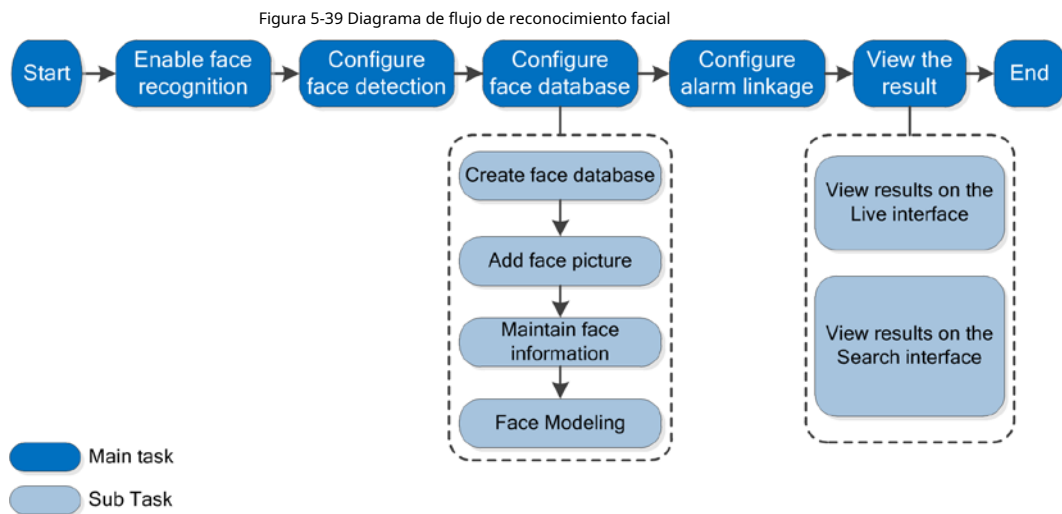 Figura 5-39 Diagrama de flujo de reconocimiento facial
Start
Enable face
recognition
Configure
face detection
Configure
face database
Configure
alarm linkage
View the
result
End
Create face database
Add face picture
Maintain face
information
Face Modeling
View results on the
Live interface
View results on the
Search interface
Main task
Sub Task